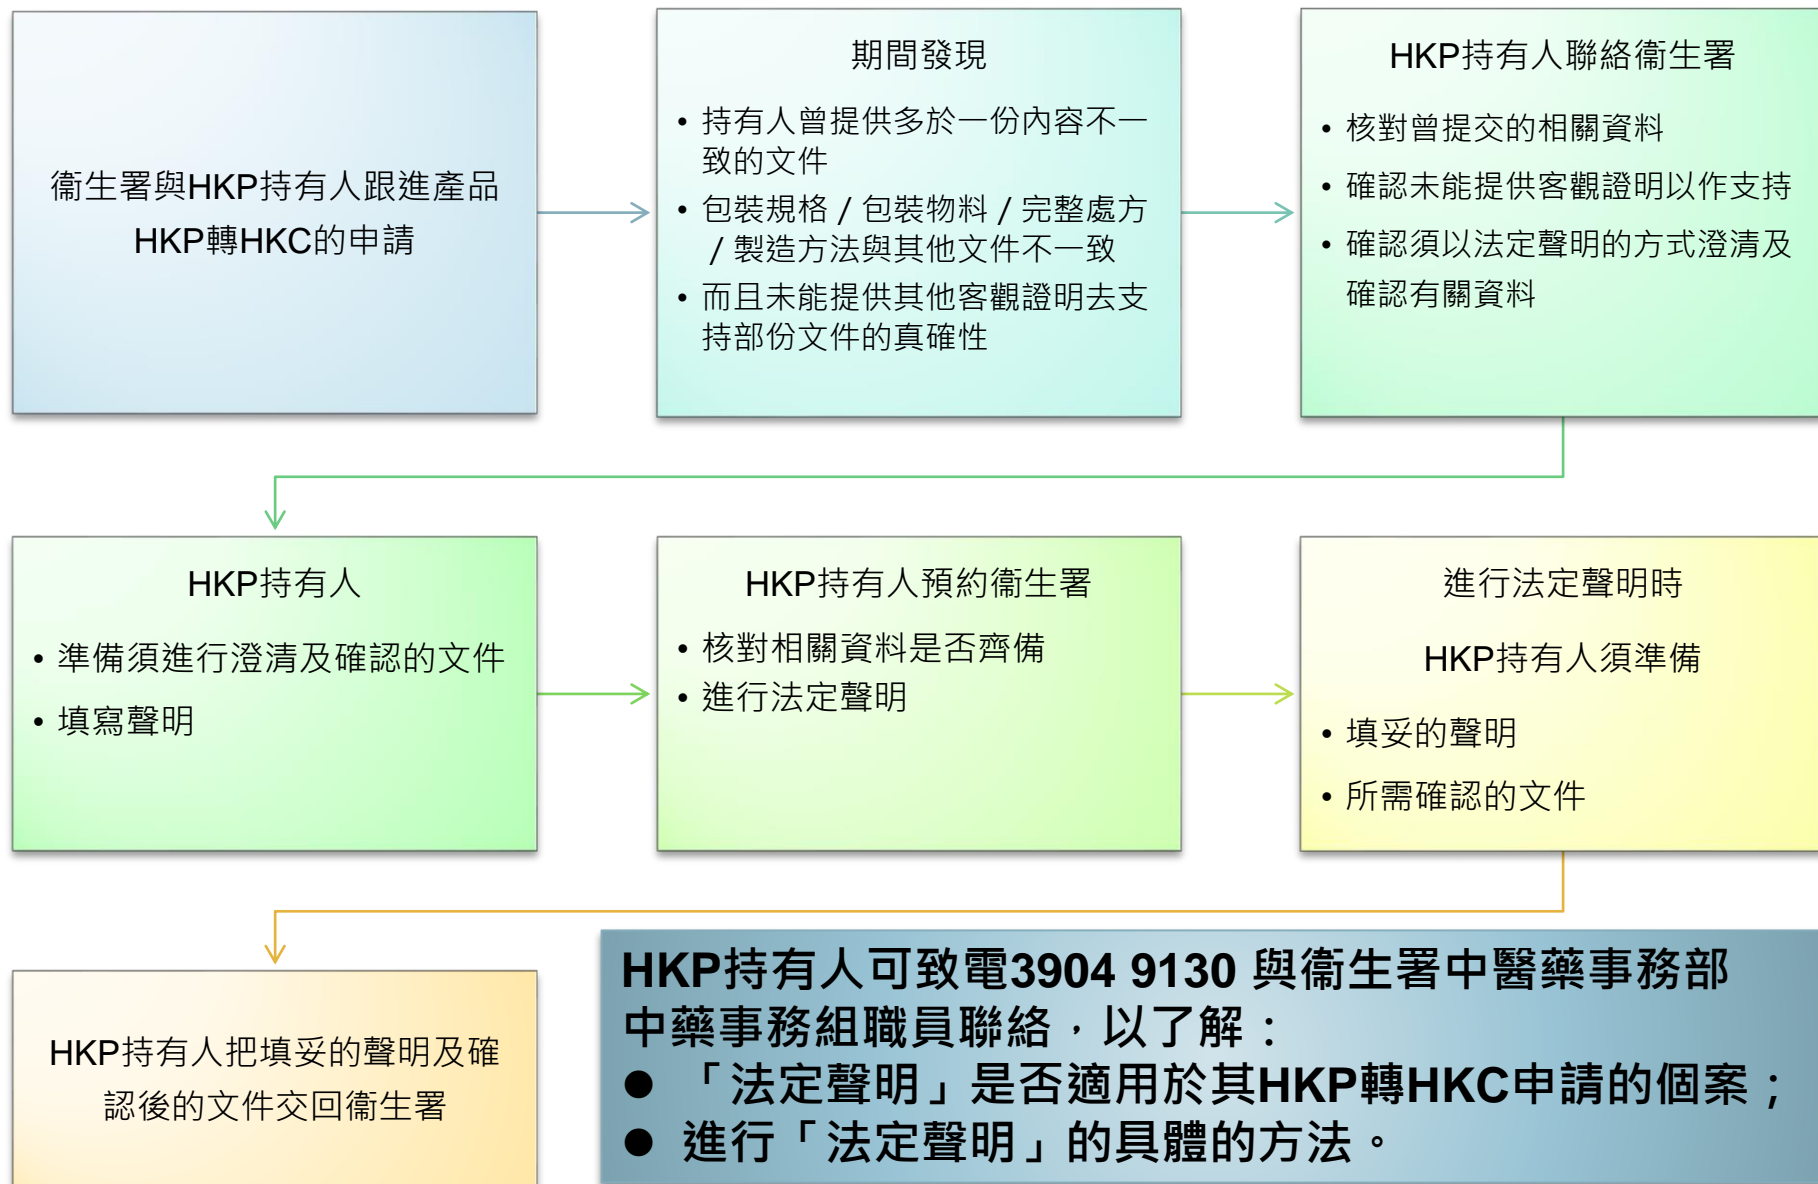 衞生署與HKP持有人跟進產品
HKP轉HKC的申請
期間發現
• 持有人曾提供多於一份內容不一
致的文件
• 包裝規格 / 包裝物料 / 完整處方
/ 製造方法與其他文件不一致
• 而且未能提供其他客觀證明去支
持部份文件的真確性
HKP持有人聯絡衞生署
• 核對曾提交的相關資料
• 確認未能提供客觀證明以作支持
• 確認須以法定聲明的方式澄清及
確認有關資料
HKP持有人
• 準備須進行澄清及確認的文件
• 填寫聲明
HKP持有人預約衞生署
• 核對相關資料是否齊備
• 進行法定聲明
進行法定聲明時
HKP持有人須準備
• 填妥的聲明
• 所需確認的文件
HKP持有人把填妥的聲明及確
認後的文件交回衞生署
HKP持有人可致電3904 9130 與衞生署中醫藥事務部
中藥事務組職員聯絡，以了解：
● 「法定聲明」是否適用於其HKP轉HKC申請的個案；
● 進行「法定聲明」的具體的方法。